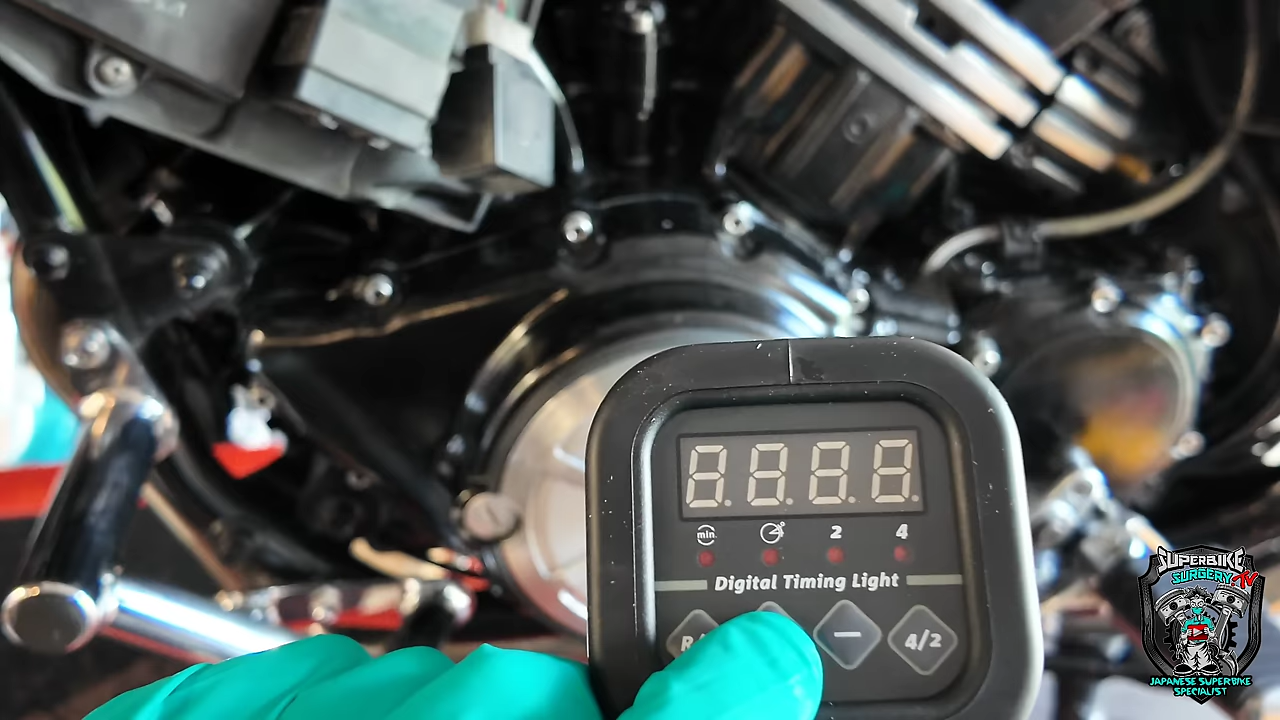 8.8.8.8.
min
2
4
Digital Timing Light
R/
−
4/2
SUPERBIKE
SURGERY TV
JAPANESE SUPERBIKE
SPECIALIST